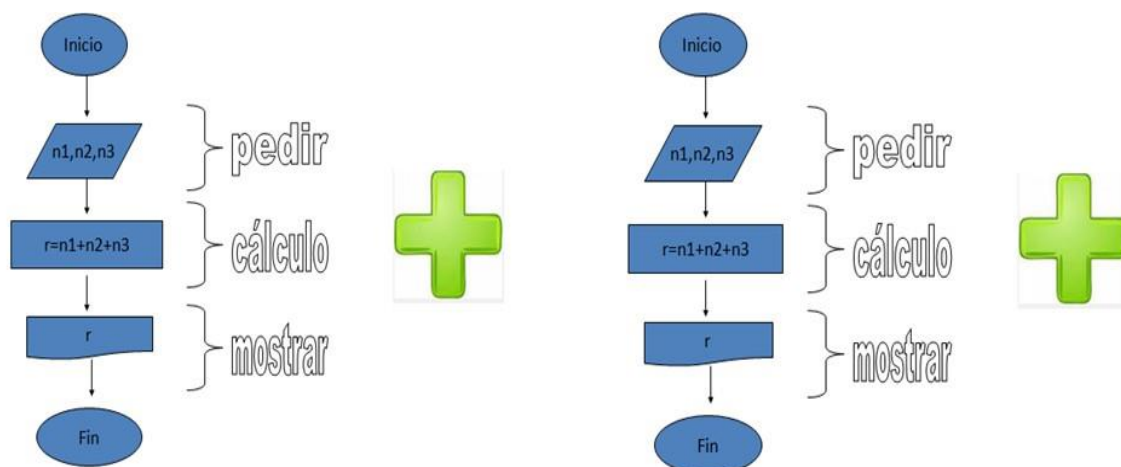 Inicio
n1,n2,n3
pedir
r=n1+n2+n3
cálculo
r
mostrar
Fin
Inicio
n1,n2,n3
pedir
r=n1+n2+n3
cálculo
r
mostrar
Fin